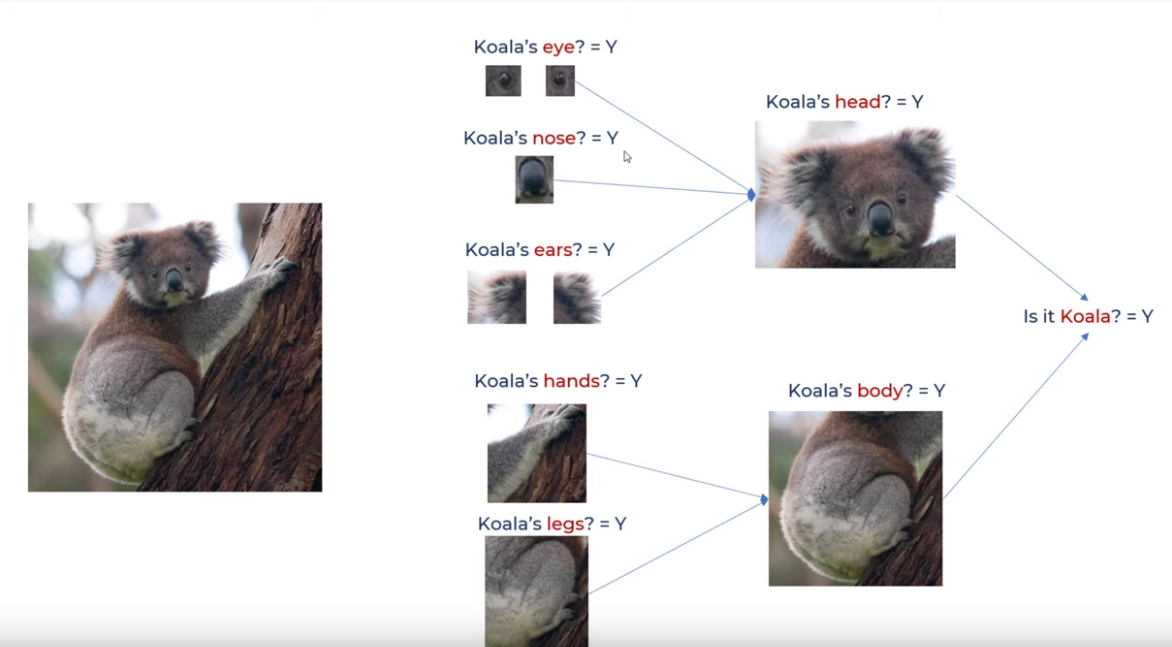 Koala's eye? = Y
Koala's nose? = Y
Koala's ears? = Y
Koala's hands? = Y
Koala's legs? = Y
Koala's head? = Y
Koala's body? = Y
Is it Koala? = Y